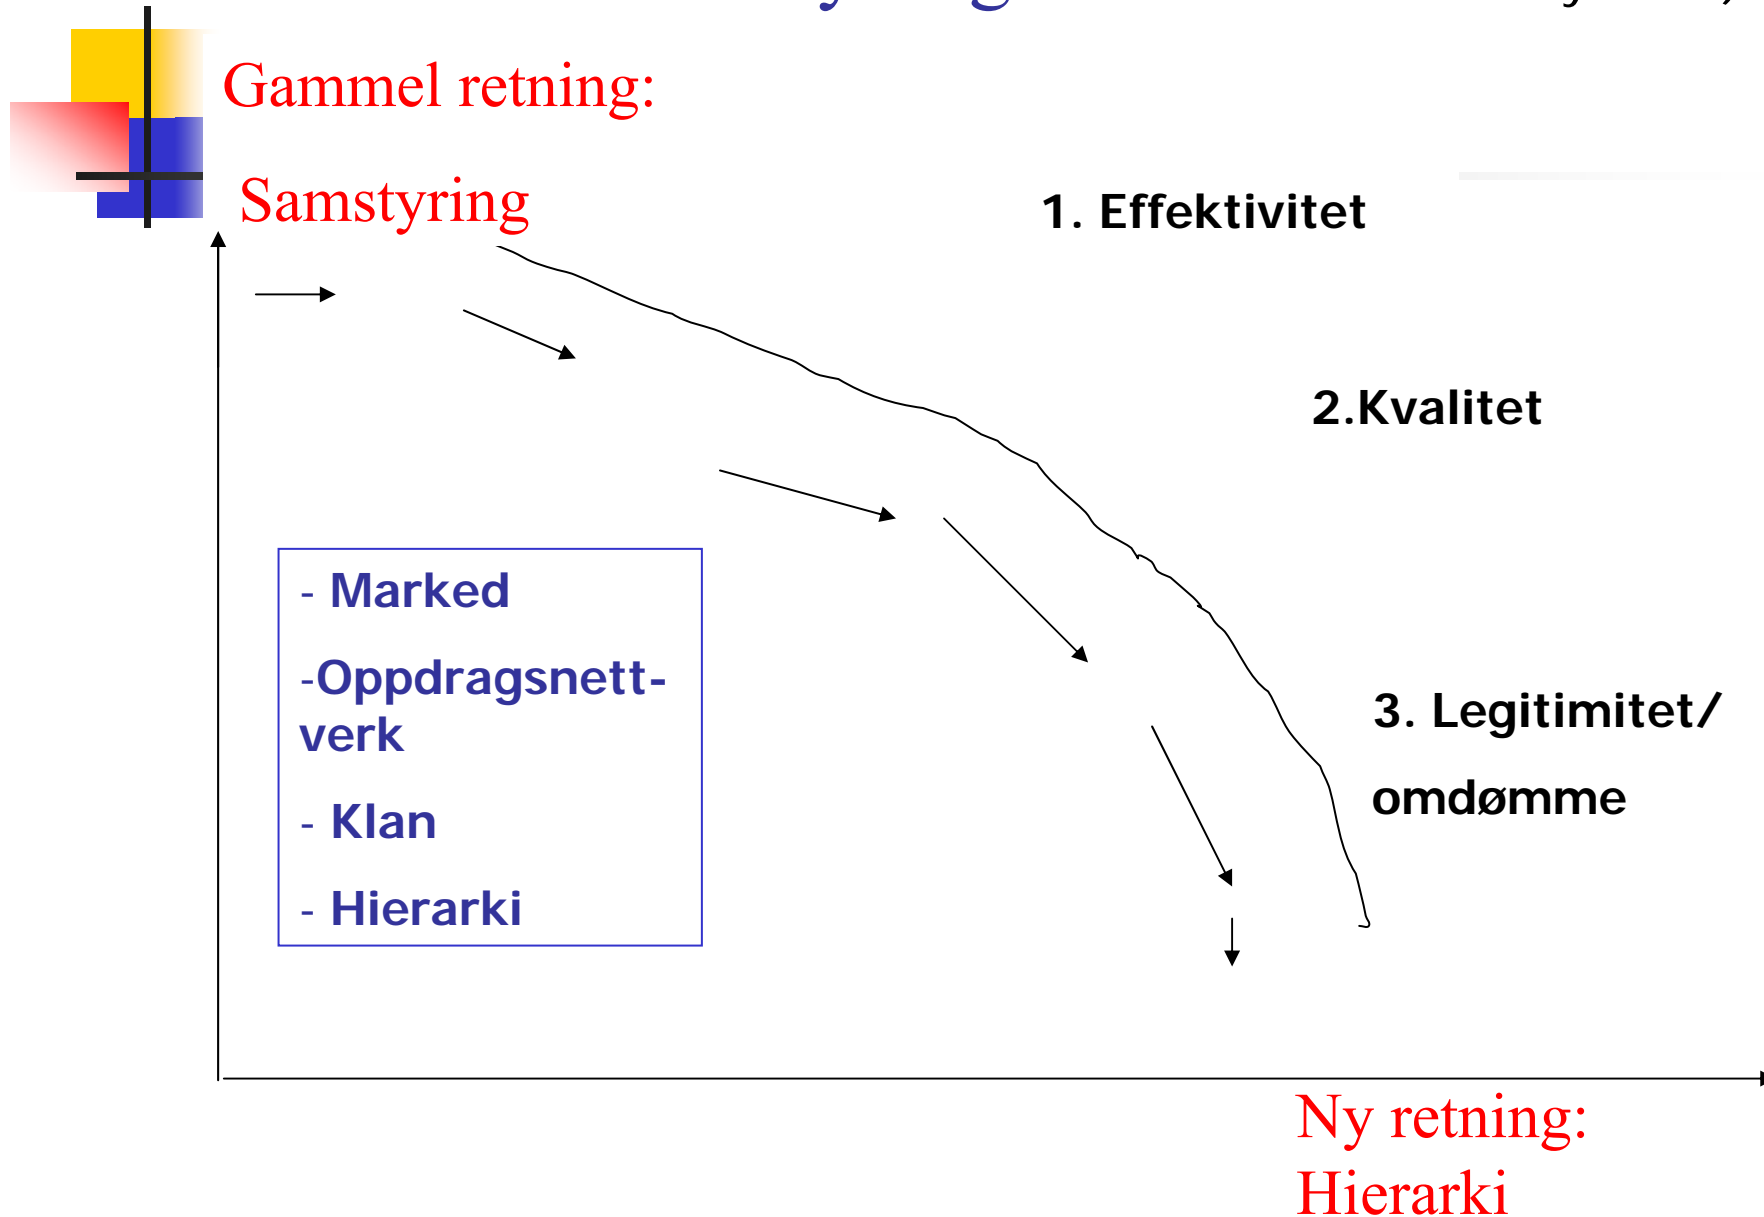 Gammel retning:
Samstyring
1. Effektivitet
2.Kvalitet
- Marked
-Oppdragsnett-
verk
- Klan
- Hierarki
3. Legitimitet/
omdømme
Ny retning:
Hierarki